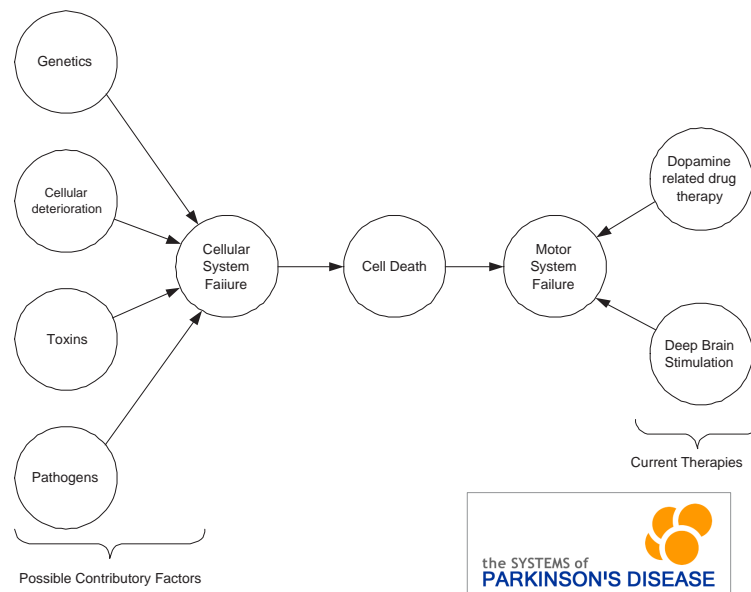 Genetics
Cellular
deterioration
Toxins
Pathogens
Possible Contributory Factors
Cellular
System
Faiiure
Cell Death
Motor
System
Failure
Dopamine
related drug
therapy
Deep Brain
Stimulation
Current Therapies
the SYSTEMS of
PARKINSON'S DISEASE